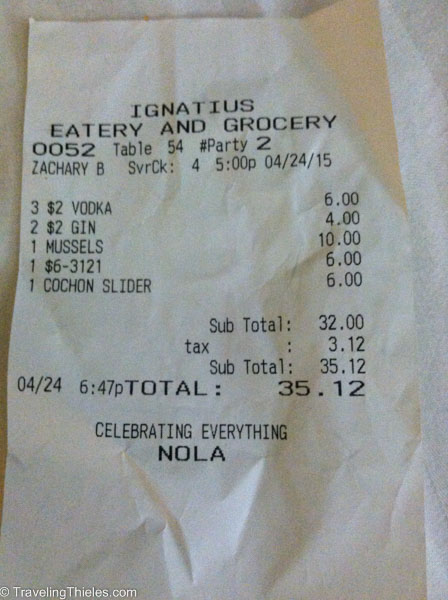 IGNATIUS
EATERY AND GROCERY
0052 Table 54 #Party 2
ZACHARY B SvrCk: 4 5:00p 04/24/15
3 $2 VODKA 6.00
2 $2 GIN 4.00
1 MUSSELS 10.00
1 $6-3121 6.00
1 COCHON SLIDER 6.00
Sub Total: 32.00
tax : 3.12
Sub Total: 35.12
04/24 6:47pTOTAL: 35.12
CELEBRATING EVERYTHING
NOLA
© TravelingThieles.com